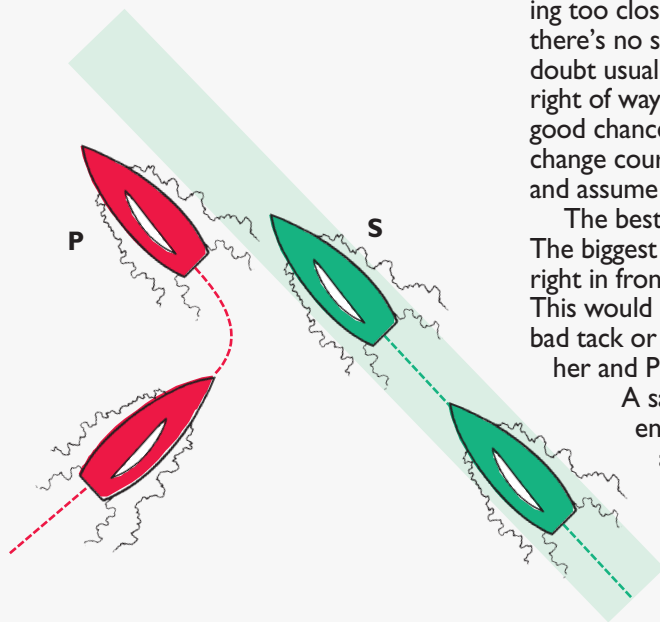 ing too clos
there's no s
doubt usual
right of way
good chance
change cour
and assume
The best
The biggest
right in fron
This would
bad tack or
her and P
A sa
en
P
S